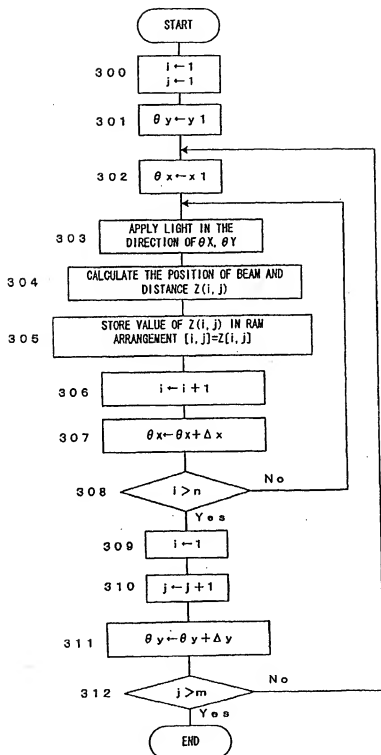 START
300
i←1
j←1
301
θy←y1
302
θx←x1
303
APPLY LIGHT IN THE
DIRECTION OF θX, θY
304
CALCULATE THE POSITION OF BEAM AND
DISTANCE Z(i, j)
305
STORE VALUE OF Z(i, j) IN RAW
ARRANGEMENT [i, j]=Z[i, j]
306
i←i+1
307
θx←θx+Δx
308
i>n
No
Yes
309
i←1
310
j←j+1
311
θy←θy+Δy
312
j>m
No
Yes
END